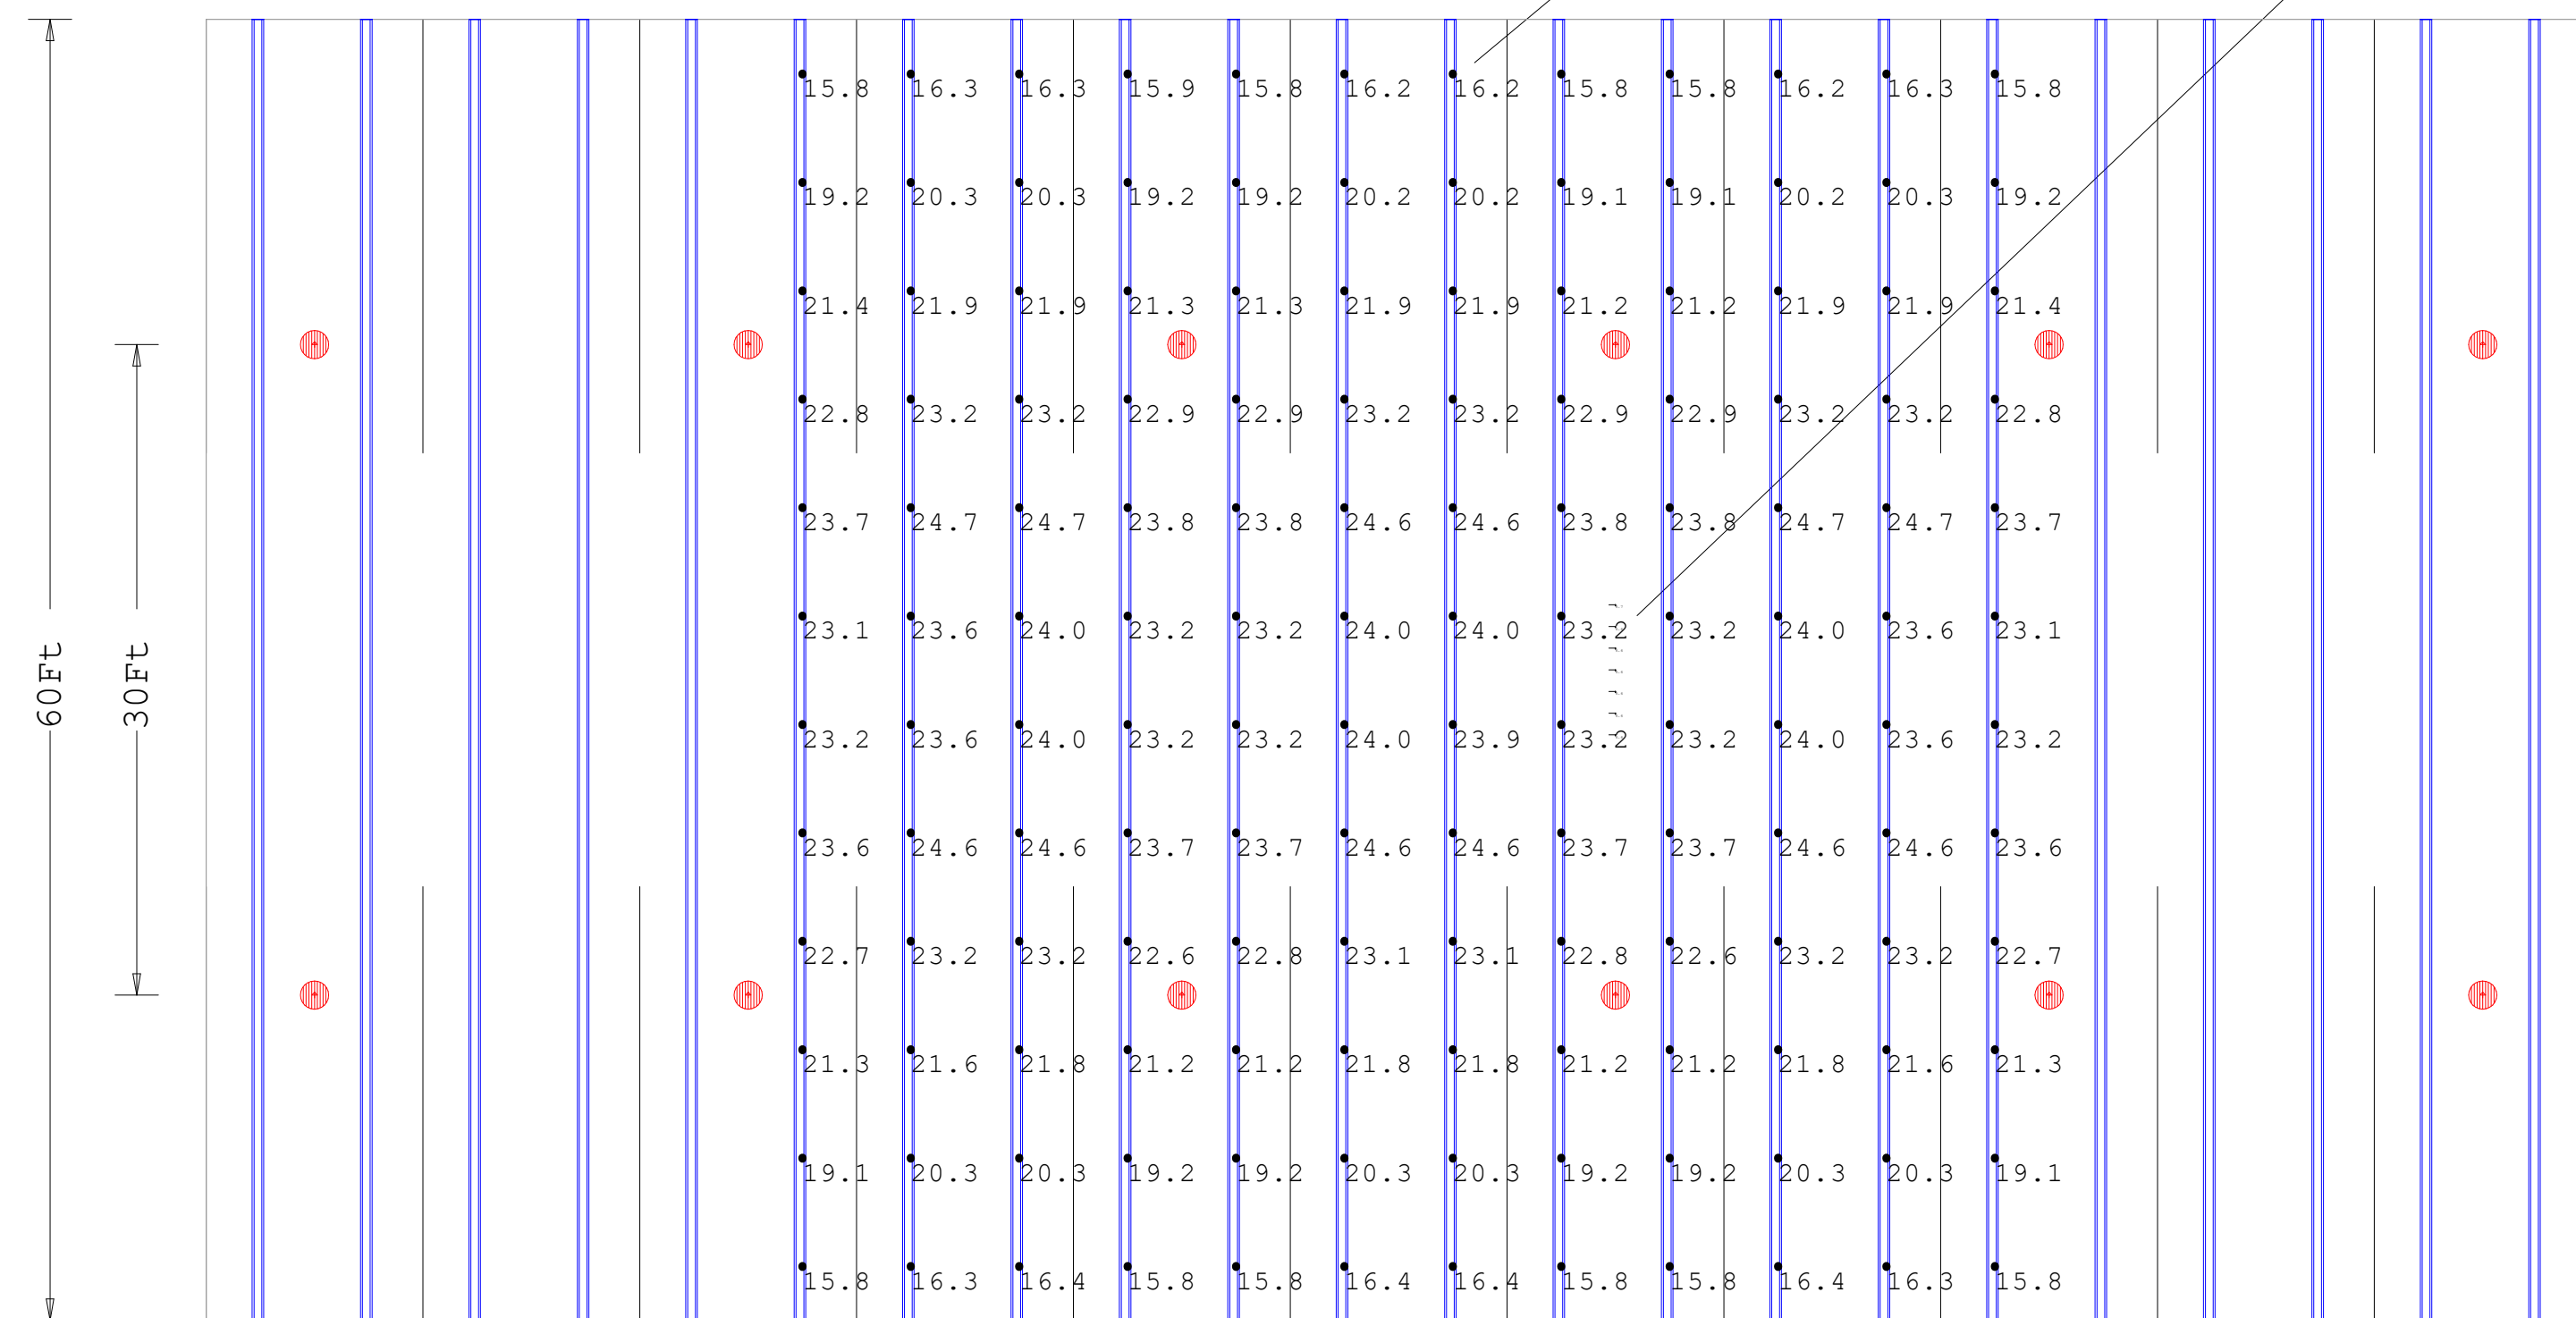 15.8 16.3 16.3 15.9 15.8 16.2 16.2 15.8 15.8 16.2 16.3 15.8
19.2 20.3 20.3 19.2 19.2 20.2 20.2 19.1 19.1 20.2 20.3 19.2
21.4 21.9 21.9 21.3 21.3 21.9 21.9 21.2 21.2 21.9 21.9 21.4
22.8 23.2 23.2 22.9 22.9 23.2 23.2 22.9 22.9 23.2 23.2 22.8
23.7 24.7 24.7 23.8 23.8 24.6 24.6 23.8 23.8 24.7 24.7 23.7
23.1 23.6 24.0 23.2 23.2 24.0 24.0 23.2 23.2 24.0 23.6 23.1
60Ft
30Ft
23.2 23.6 24.0 23.2 23.2 24.0 23.9 23.2 23.2 24.0 23.6 23.2
23.6 24.6 24.6 23.7 23.7 24.6 24.6 23.7 23.7 24.6 24.6 23.6
22.7 23.2 23.2 22.6 22.8 23.1 23.1 22.8 22.6 23.2 23.2 22.7
21.3 21.6 21.8 21.2 21.2 21.8 21.8 21.2 21.2 21.8 21.6 21.3
19.1 20.3 20.3 19.2 19.2 20.3 20.3 19.2 19.2 20.3 20.3 19.1
15.8 16.3 16.4 15.8 15.8 16.4 16.4 15.8 15.8 16.4 16.3 15.8